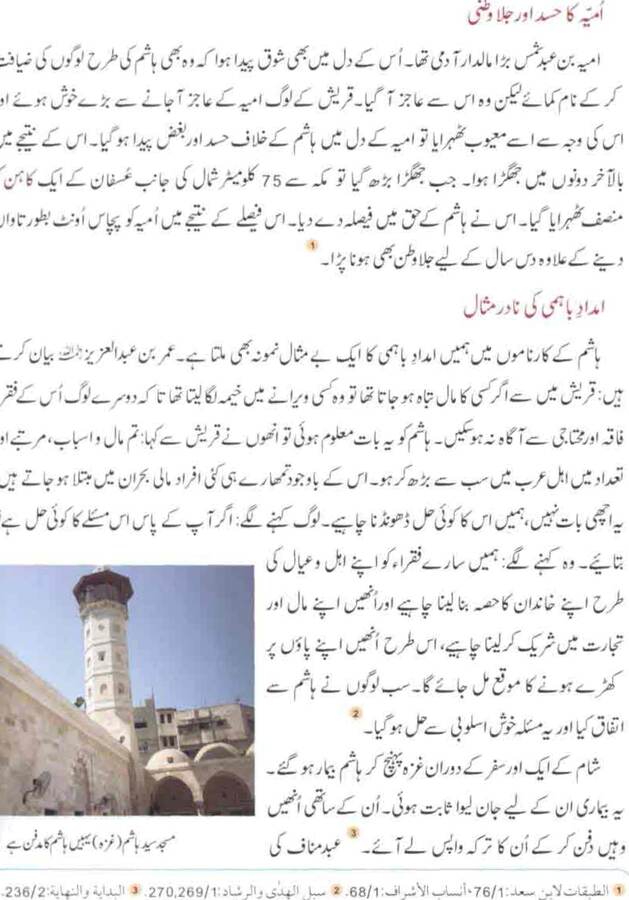 اُمیّہ کا حسد اور جلاوطنی
امیہ بن عبدشمس بڑا مالدار آدمی تھا۔ اُس کے دل میں بھی شوق پیدا ہوا کہ وہ بھی ہاشم کی طرح لوگوں کی ضیافت
کر کے نام کمائے لیکن وہ اس سے عاجز آ گیا۔ قریش کے لوگ امیہ کے عاجز آ جانے سے بڑے خوش ہوئے او
اس کی وجہ سے اسے معیوب ٹھہرایا تو امیہ کے دل میں ہاشم کے خلاف حسد اور بغض پیدا ہو گیا۔ اس کے نتیجے میں
بالآخر دونوں میں جھگڑا ہوا۔ جب جھگڑا بڑھ گیا تو مکہ سے 75 کلومیٹر شمال کی جانب عُسفان کے ایک کاہن کو
منصف ٹھہرایا گیا۔ اس نے ہاشم کے حق میں فیصلہ دے دیا۔ اس فیصلے کے نتیجے میں اُمیہ کو پچاس اُونٹ بطور تاوان
دینے کے علاوہ دس سال کے لیے جلاوطن بھی ہونا پڑا۔ 1
امدادِ باہمی کی نادر مثال
ہاشم کے کارناموں میں ہمیں امداد باہمی کا ایک بے مثال نمونہ بھی ملتا ہے۔ عمر بن عبدالعزیز رحمہ اللہ بیان کرتے
ہیں: قریش میں سے اگر کسی کا مال تباہ ہو جاتا تھا تو وہ کسی ویرانے میں خیمہ لگا لیتا تھا تا کہ دوسرے لوگ اُس کے فقر
فاقہ اور محتاجی سے آگاہ نہ ہوسکیں۔ ہاشم کو یہ بات معلوم ہوئی تو انھوں نے قریش سے کہا: تم مال و اسباب، مرتبے او
تعداد میں اہل عرب میں سب سے بڑھ کر ہو۔ اس کے باوجود تمھارے ہی کئی افراد مالی بحران میں مبتلا ہو جاتے ہیں
یہ اچھی بات نہیں، ہمیں اس کا کوئی حل ڈھونڈنا چاہیے۔ لوگ کہنے لگے: اگر آپ کے پاس اس مسئلے کا کوئی حل ہے
بتائیے۔ وہ کہنے لگے: ہمیں سارے فقراء کو اپنے اہل وعیال کی
طرح اپنے خاندان کا حصہ بنا لینا چاہیے اور اُنھیں اپنے مال اور
تجارت میں شریک کر لینا چاہیے، اس طرح اُنھیں اپنے پاؤں پر
کھڑے ہونے کا موقع مل جائے گا۔ سب لوگوں نے ہاشم سے
اتفاق کیا اور یہ مسئلہ خوش اسلوبی سے حل ہو گیا۔ 2
شام کے ایک اور سفر کے دوران غزہ پہنچ کر ہاشم بیمار ہو گئے۔
یہ بیماری ان کے لیے جان لیوا ثابت ہوئی۔ اُن کے ساتھی اُنھیں
وہیں دفن کر کے اُن کا ترکہ واپس لے آئے۔ 3 عبدمناف کی
مسجد سید ہاشم (غزہ) یہیں ہاشم کا مدفن ہے
1 الطبقات لابن سعد: 76/1، أنساب الأشراف: 68/1. 2 سبل الهدٰى والرشاد: 270,269/1. 3 البداية والنهاية: 236/2.